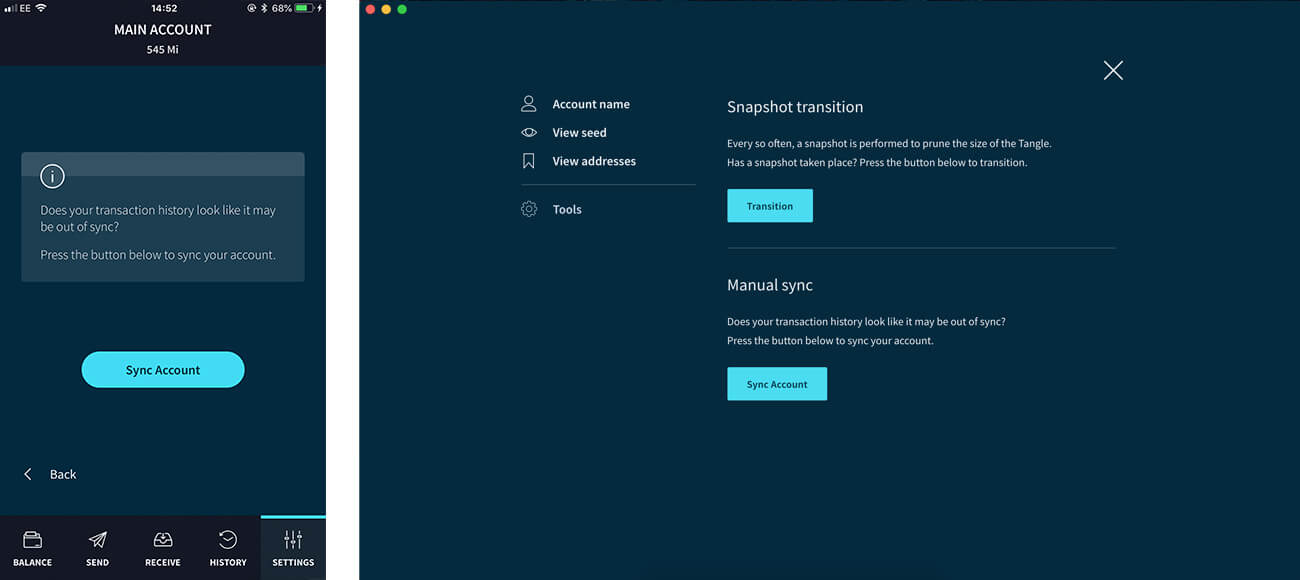 EE 14:52 68%
MAIN ACCOUNT
545 Mi
Does your transaction history look like it may
be out of sync?
Press the button below to sync your account.
Sync Account
Back
BALANCE SEND RECEIVE HISTORY SETTINGS
Account name
View seed
View addresses
Tools
Snapshot transition
Every so often, a snapshot is performed to prune the size of the Tangle.
Has a snapshot taken place? Press the button below to transition.
Transition
Manual sync
Does your transaction history look like it may be out of sync?
Press the button below to sync your account.
Sync Account